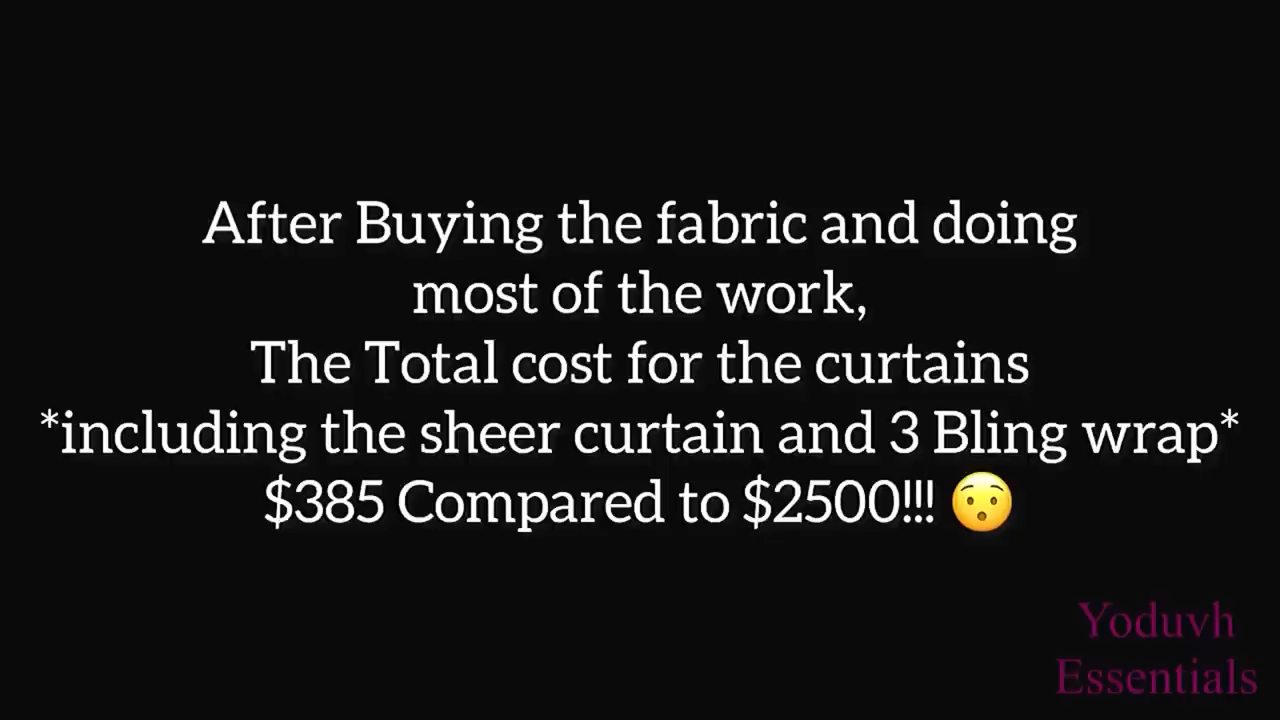 After Buying the fabric and doing
most of the work,
The Total cost for the curtains
*including the sheer curtain and 3 Bling wrap*
$385 Compared to $2500!!! 😯
Yoduvh
Essentials